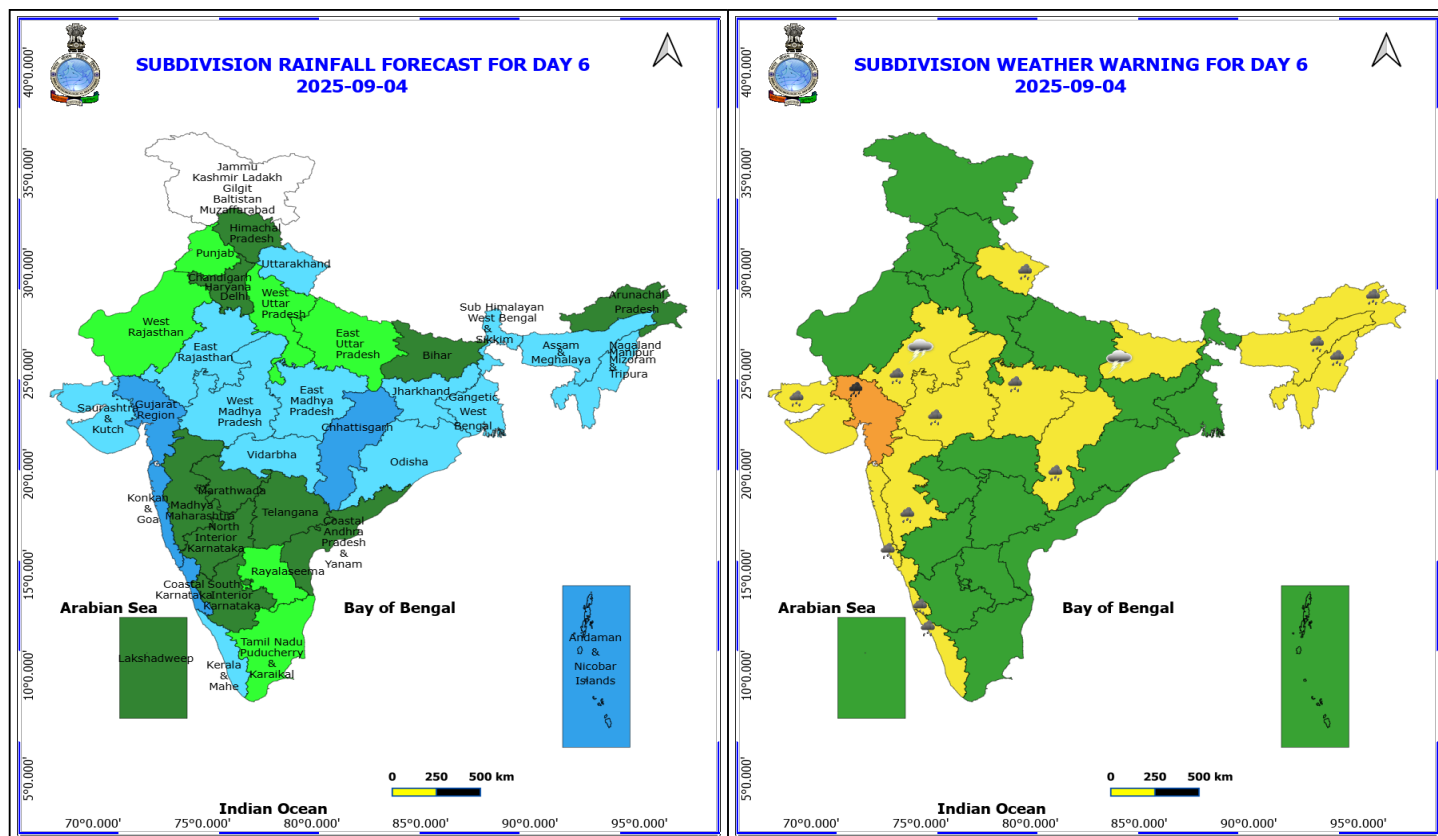 SUBDIVISION RAINFALL FORECAST FOR DAY 6
2025-09-04
40°0.000'
35°0.000'
30°0.000'
25°0.000'
20°0.000'
15°0.000'
10°0.000'
5°0.000'
Jammu
Kashmir Ladakh
Gilgit
Baltistan
Muzaffarabad
Himachal
Pradesh
Punjab
Uttarakhand
Chandigarh
Haryana
Delhi
West
Uttar
Pradesh
West
Rajasthan
East
Rajasthan
East
Uttar
Pradesh
Bihar
Sub Himalayan
West Bengal
&
Sikkim
Arunachal
Pradesh
Assam
&
Meghalaya
Nagaland
Manipur
Mizoram
&
Tripura
Saurashtra
&
Kutch
Gujarat
Region
West
Madhya
Pradesh
East
Madhya
Pradesh
Jharkhand
Gangetic
West
Bengal
Chhattisgarh
Vidarbha
Odisha
Konkan
&
Goa
Madhya
Maharashtra
Marathwada
Telangana
North
Interior
Karnataka
Coastal
Andhra
Pradesh
&
Yanam
Rayalaseema
Coastal
Karnataka
South
Interior
Karnataka
Tamil Nadu
Puducherry
&
Karaikal
Kerala
&
Mahe
Lakshadweep
Andaman
&
Nicobar
Islands
Arabian Sea
Bay of Bengal
Indian Ocean
0 250 500 km
70°0.000' 75°0.000' 80°0.000' 85°0.000' 90°0.000' 95°0.000'
SUBDIVISION WEATHER WARNING FOR DAY 6
2025-09-04
40°0.000'
35°0.000'
30°0.000'
25°0.000'
20°0.000'
15°0.000'
10°0.000'
5°0.000'
Arabian Sea
Bay of Bengal
Indian Ocean
0 250 500 km
70°0.000' 75°0.000' 80°0.000' 85°0.000' 90°0.000' 95°0.000'